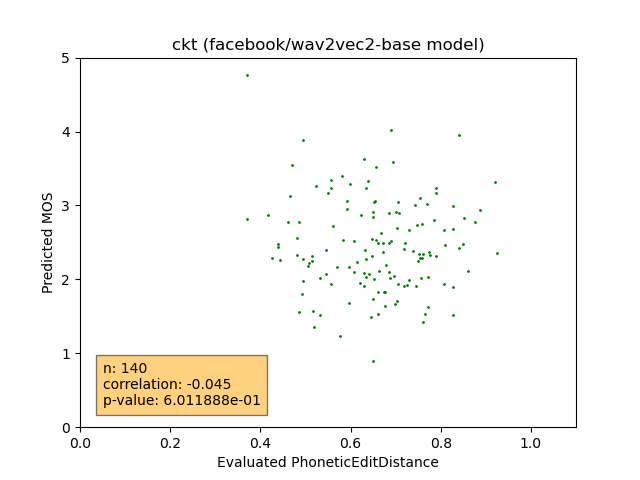 ckt (facebook/wav2vec2-base model)
Predicted MOS
5
4
3
2
1
0
n: 140
correlation: -0.045
p-value: 6.011888e-01
0.0 0.2 0.4 0.6 0.8 1.0
Evaluated PhoneticEditDistance